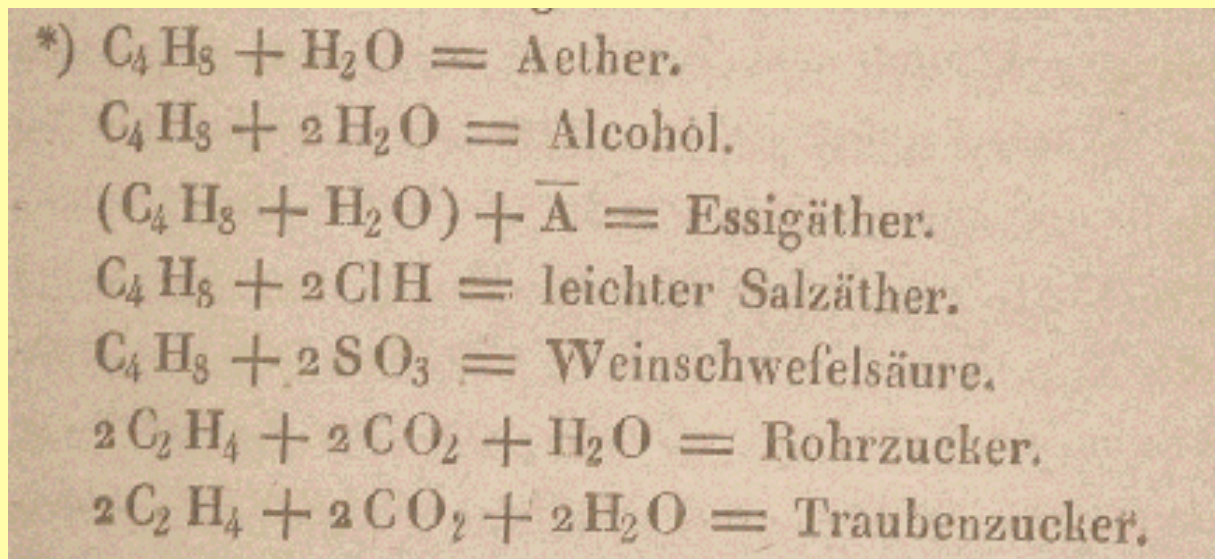 *) C₄H₈ + H₂O = Aether.
C₄H₈ + 2H₂O = Alcohol.
(C₄H₈ + H₂O) + A̅ = Essigäther.
C₄H₈ + 2ClH = leichter Salzäther.
C₄H₈ + 2SO₃ = Weinschwefelsäure.
2C₂H₄ + 2CO₂ + H₂O = Rohrzucker.
2C₂H₄ + 2CO₂ + 2H₂O = Traubenzucker.